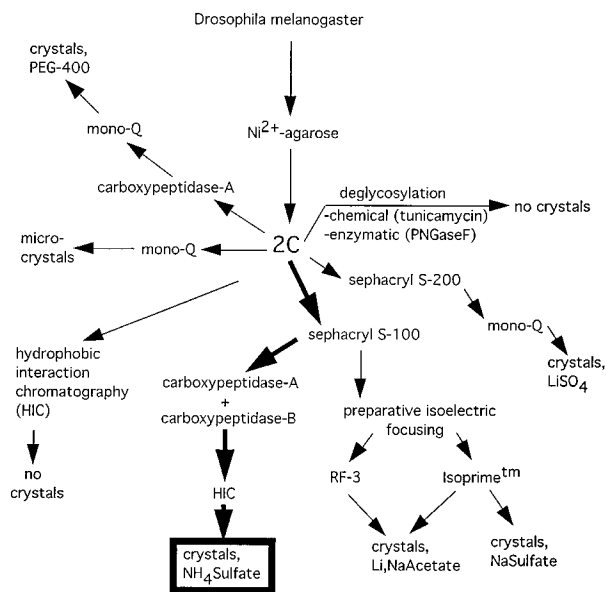 Drosophila melanogaster
crystals,
PEG-400
mono-Q
Ni2+-agarose
carboxypeptidase-A
deglycosylation
-chemical (tunicamycin)
-enzymatic (PNGaseF)
no crystals
micro-
crystals
mono-Q
2C
sephacryl S-200
mono-Q
crystals,
LiSO4
sephacryl S-100
hydrophobic
interaction
chromatography
(HIC)
no
crystals
carboxypeptidase-A
+
carboxypeptidase-B
HIC
crystals,
NH4Sulfate
preparative isoelectric
focusing
RF-3
Isoprimetm
crystals,
Li,NaAcetate
crystals,
NaSulfate